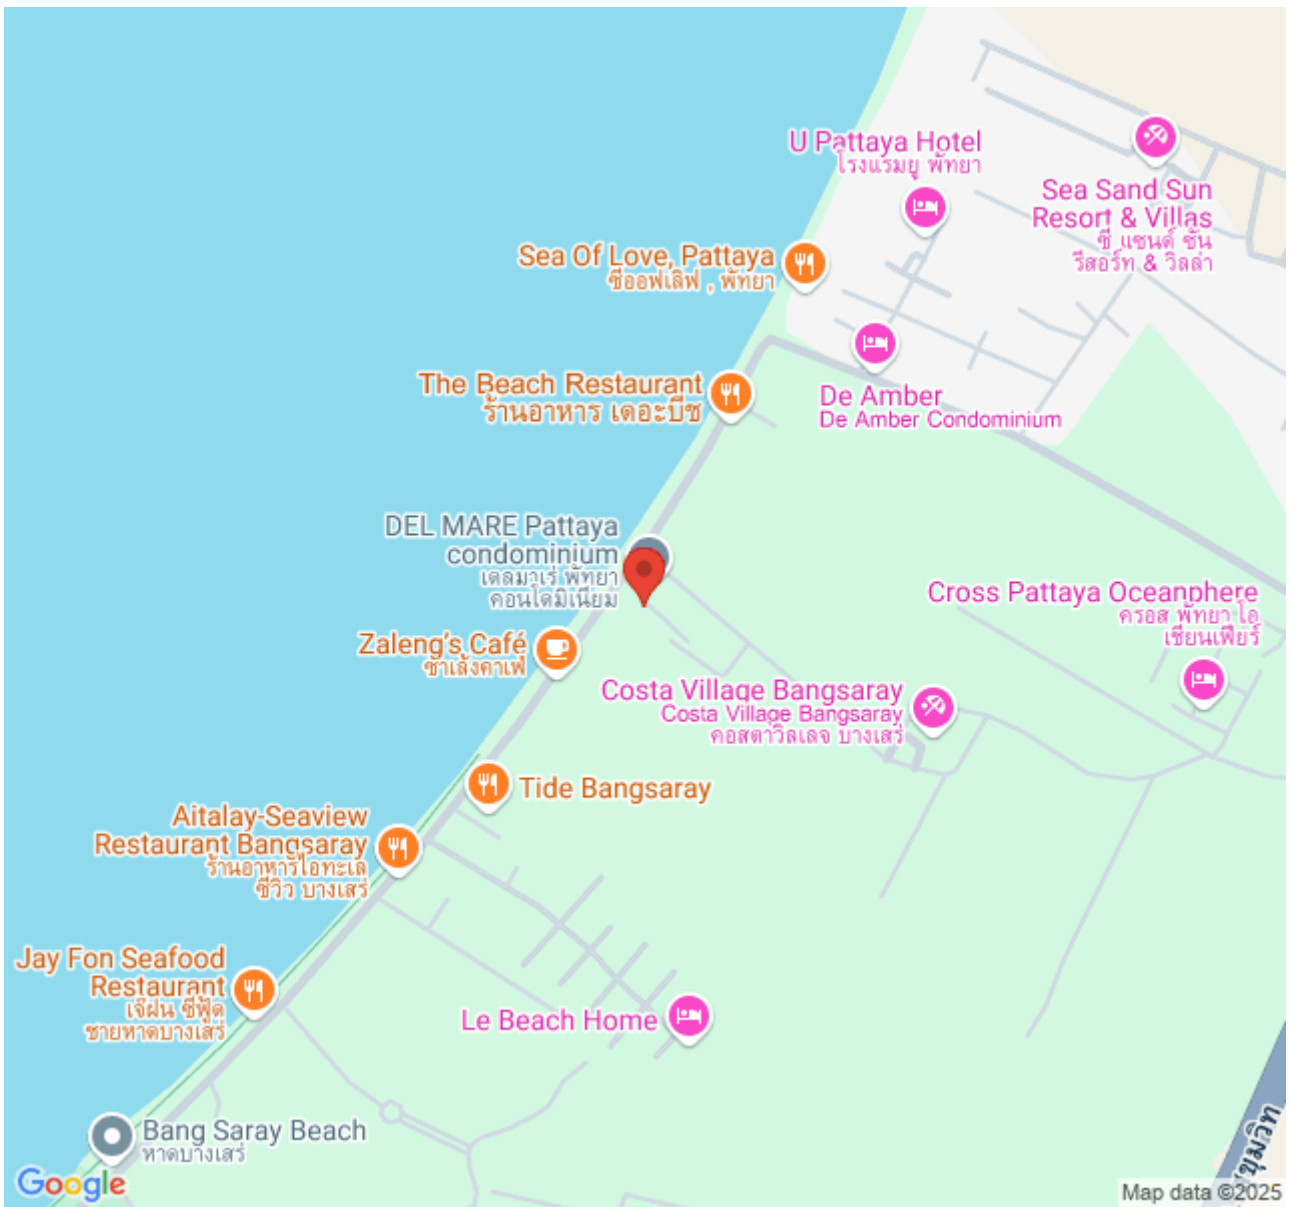 U Pattaya Hotel
โรงแรมยู พัทยา
Sea Sand Sun
Resort & Villas
ซี แซนด์ ซัน
รีสอร์ท & วิลล่า
Sea Of Love, Pattaya
ซีออฟเลิฟ , พัทยา
The Beach Restaurant
ร้านอาหาร เดอะบีช
De Amber
De Amber Condominium
DEL MARE Pattaya
condominium
เดลมาเร่ พัทยา
คอนโดมิเนียม
Cross Pattaya Oceanphere
ครอส พัทยา โอ
เชียนเฟียร์
Zaleng's Café
ซาเล้งคาเฟ่
Costa Village Bangsaray
Costa Village Bangsaray
คอสตาวิลเลจ บางเสร่
Tide Bangsaray
Aitalay-Seaview
Restaurant Bangsaray
ร้านอาหารไอทะเล
ซีวิว บางเสร่
Jay Fon Seafood
Restaurant
เจ๊ฝน ซีฟู้ด
ชายหาดบางเสร่
Le Beach Home
Bang Saray Beach
หาดบางเสร่
Google
Map data ©2025